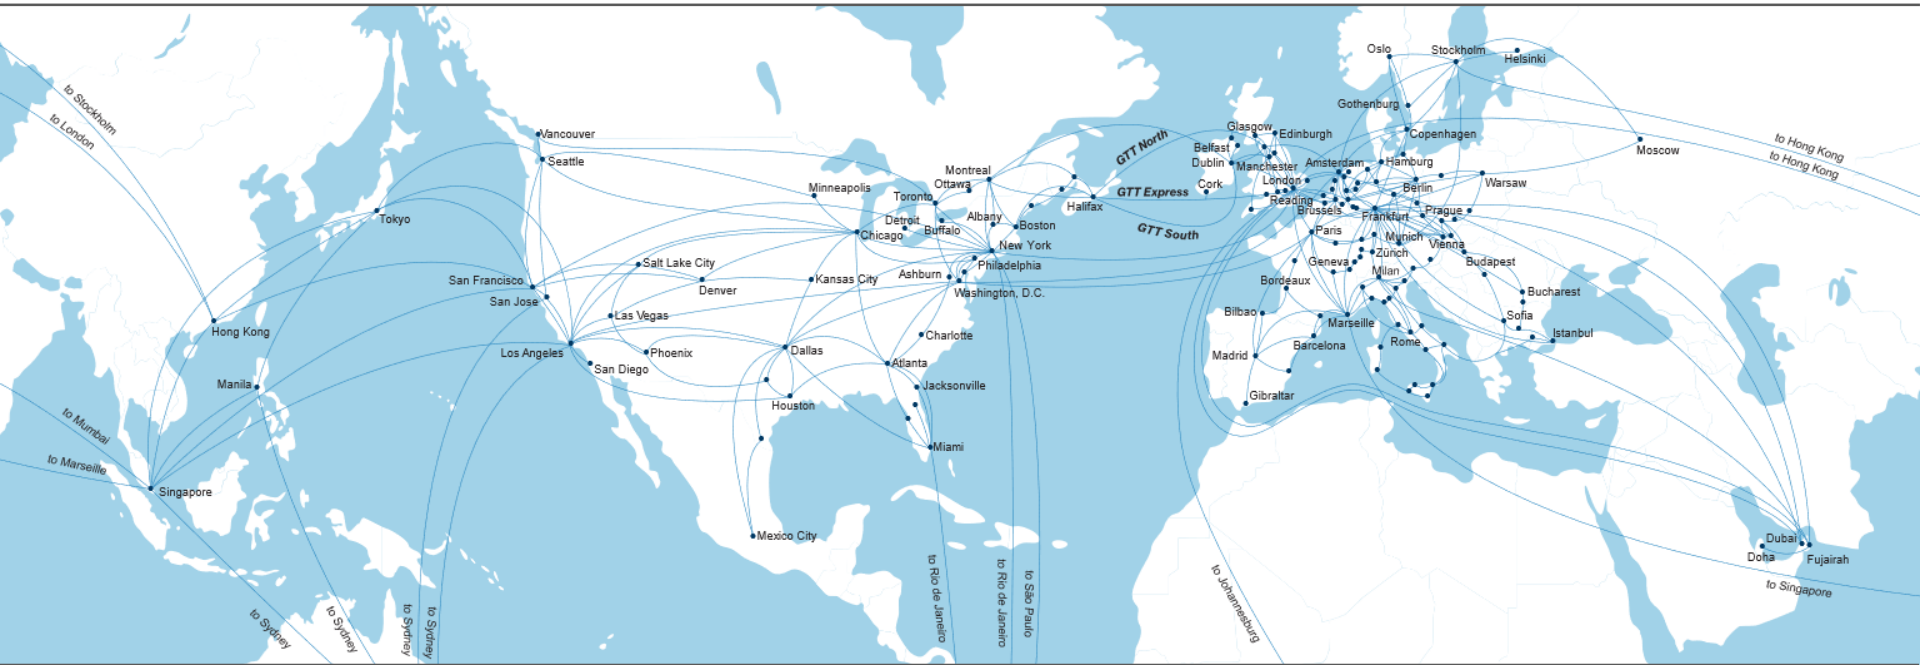 to Stockholm
to London
Tokyo
Hong Kong
Manila
to Mumbai
to Marseille
Singapore
to Sydney
to Sydney
to Sydney
to Sydney
Vancouver
Seattle
San Francisco
San Jose
Los Angeles
San Diego
Salt Lake City
Denver
Las Vegas
Phoenix
Minneapolis
Chicago
Kansas City
Dallas
Houston
Mexico City
Montreal
Ottawa
Toronto
Detroit
Buffalo
Albany
Boston
New York
Philadelphia
Ashburn
Washington, D.C.
Charlotte
Atlanta
Jacksonville
Miami
Halifax
GTT North
GTT Express
GTT South
to Rio de Janeiro
to Rio de Janeiro
to São Paulo
Oslo
Stockholm
Helsinki
Gothenburg
Copenhagen
Glasgow
Edinburgh
Belfast
Dublin
Manchester
Cork
London
Reading
Amsterdam
Hamburg
Berlin
Warsaw
Moscow
Brussels
Frankfurt
Prague
Paris
Munich
Vienna
Zürich
Geneva
Milan
Budapest
Bordeaux
Bucharest
Bilbao
Marseille
Sofia
Istanbul
Madrid
Barcelona
Rome
Gibraltar
to Hong Kong
to Hong Kong
Dubai
Doha
Fujairah
to Singapore
to Johannesburg